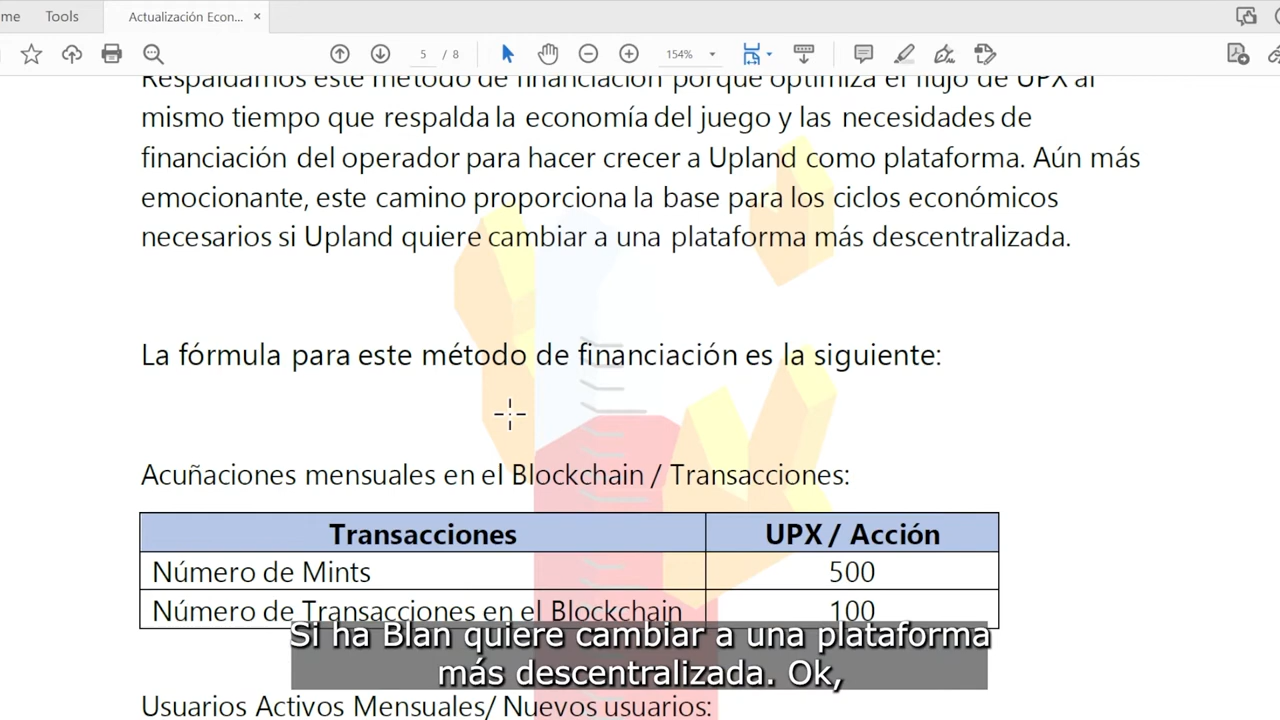 me Tools Actualización Econ... ×
5 / 8 154%
Respaldamos este método de financiación porque optimiza el flujo de UPX al
mismo tiempo que respalda la economía del juego y las necesidades de
financiación del operador para hacer crecer a Upland como plataforma. Aún más
emocionante, este camino proporciona la base para los ciclos económicos
necesarios si Upland quiere cambiar a una plataforma más descentralizada.
La fórmula para este método de financiación es la siguiente:
Acuñaciones mensuales en el Blockchain / Transacciones:
Transacciones UPX / Acción
Número de Mints 500
Número de Transacciones en el Blockchain 100
Si ha Blan quiere cambiar a una plataforma
más descentralizada. Ok,
Usuarios Activos Mensuales/ Nuevos usuarios: